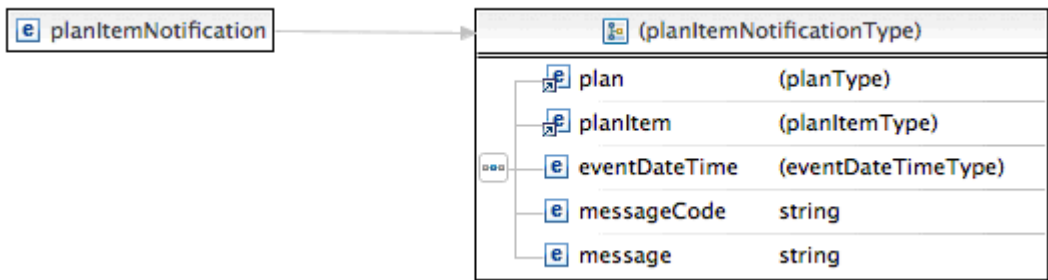 e planItemNotification
(planItemNotificationType)
e plan (planType)
e planItem (planItemType)
e eventDateTime (eventDateTimeType)
e messageCode string
e message string